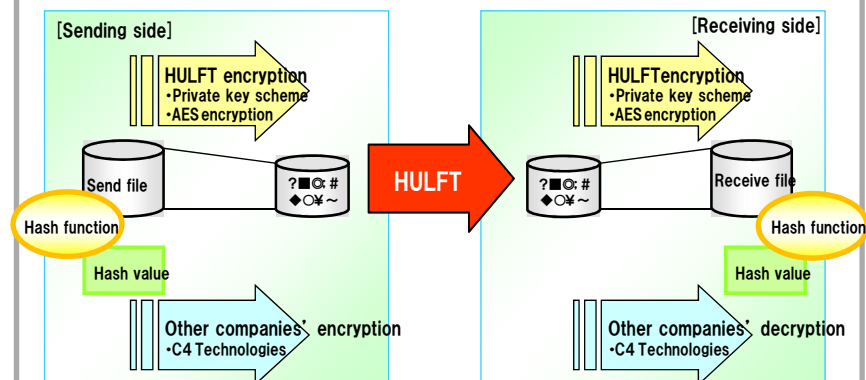 [Sending side]
HULFT encryption
・Private key scheme
・AES encryption
Send file
?■◎:#
◆○¥~
Hash function
Hash value
Other companies' encryption
・C4 Technologies
HULFT
[Receiving side]
HULFTencryption
・Private key scheme
・AES encryption
?■◎:#
◆○¥~
Receive file
Hash function
Hash value
Other companies' decryption
・C4 Technologies